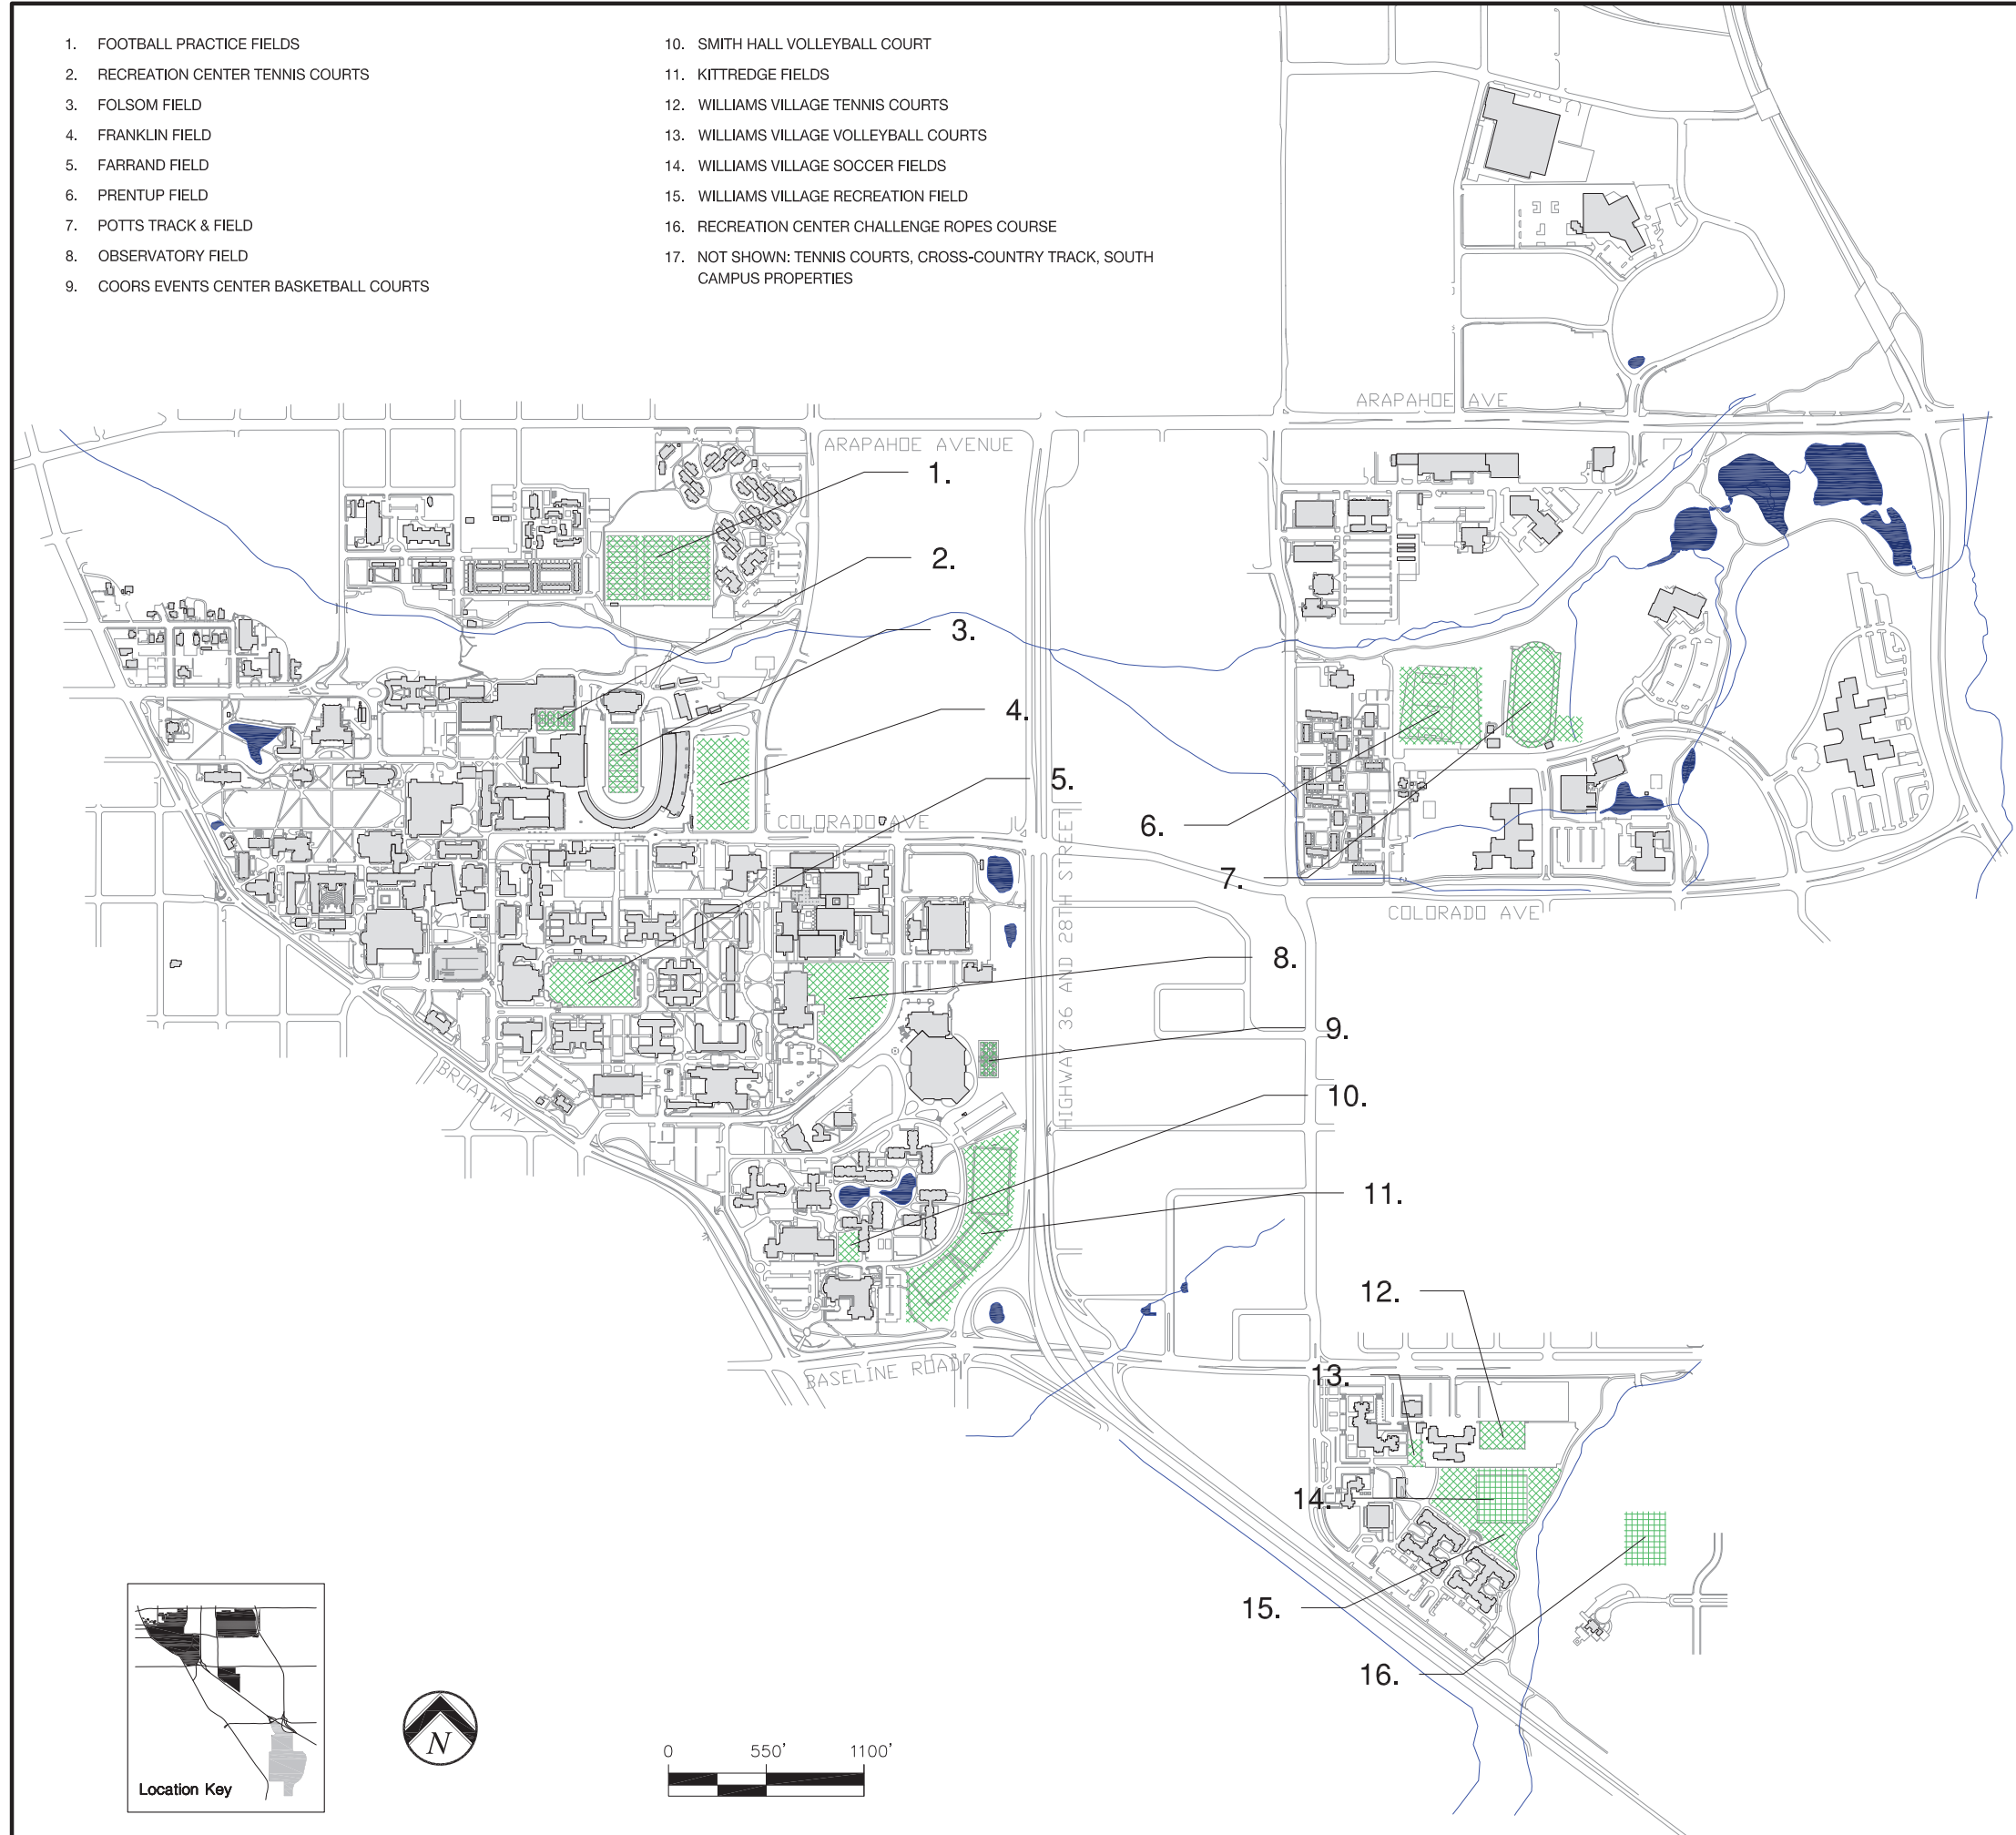 1. FOOTBALL PRACTICE FIELDS
2. RECREATION CENTER TENNIS COURTS
3. FOLSOM FIELD
4. FRANKLIN FIELD
5. FARRAND FIELD
6. PRENTUP FIELD
7. POTTS TRACK & FIELD
8. OBSERVATORY FIELD
9. COORS EVENTS CENTER BASKETBALL COURTS
10. SMITH HALL VOLLEYBALL COURT
11. KITTREDGE FIELDS
12. WILLIAMS VILLAGE TENNIS COURTS
13. WILLIAMS VILLAGE VOLLEYBALL COURTS
14. WILLIAMS VILLAGE SOCCER FIELDS
15. WILLIAMS VILLAGE RECREATION FIELD
16. RECREATION CENTER CHALLENGE ROPES COURSE
17. NOT SHOWN: TENNIS COURTS, CROSS-COUNTRY TRACK, SOUTH
CAMPUS PROPERTIES
ARAPAHOE AVE
ARAPAHOE AVENUE
1.
2.
3.
4.
5.
COLORADO AVE
6.
7.
COLORADO AVE
HIGHWAY 36 AND 28TH STREET
8.
9.
BROADWAY
10.
11.
12.
BASELINE ROAD
13.
14.
15.
16.
Location Key
N
0 550' 1100'